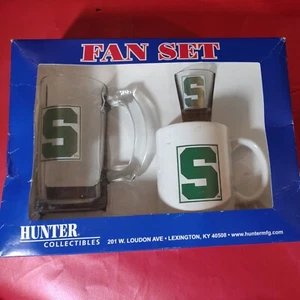 FAN SET
S
S
S
HUNTER
COLLECTIBLES
201 W. LOUDON AVE • LEXINGTON, KY 40508 • www.huntermfg.com